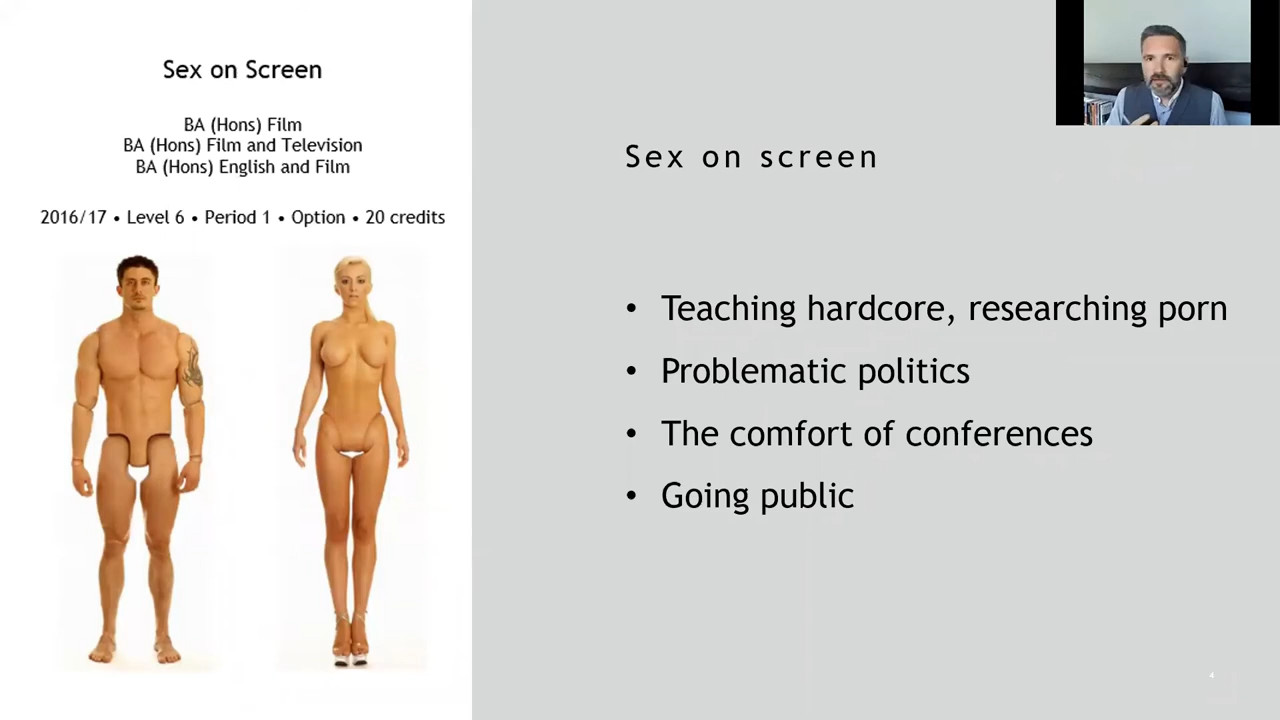 Sex on Screen
BA (Hons) Film
BA (Hons) Film and Television
BA (Hons) English and Film
2016/17 • Level 6 • Period 1 • Option • 20 credits
Sex on screen
• Teaching hardcore, researching porn
• Problematic politics
• The comfort of conferences
• Going public
4